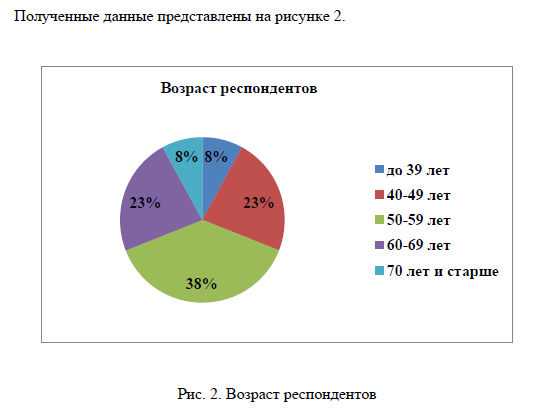 Полученные данные представлены на рисунке 2.
Возраст респондентов
8%
8%
23%
23%
38%
до 39 лет
40-49 лет
50-59 лет
60-69 лет
70 лет и старше
Рис. 2. Возраст респондентов